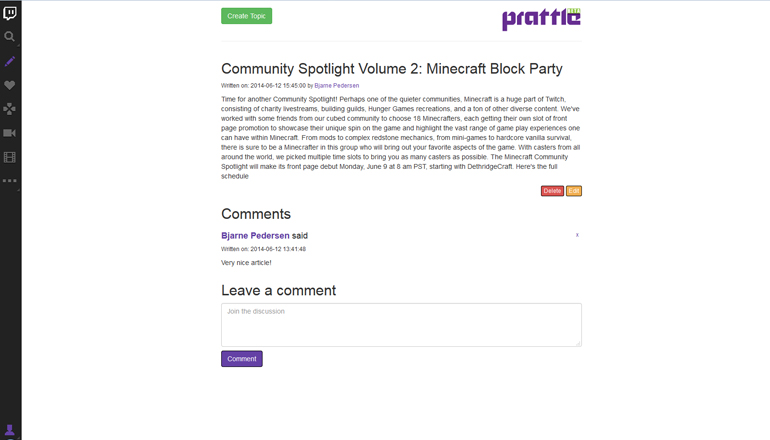 Create Topic
prattle
Community Spotlight Volume 2: Minecraft Block Party
Written on: 2014-06-12 15:45:00 by Bjarne Pedersen
Time for another Community Spotlight! Perhaps one of the quieter communities, Minecraft is a huge part of Twitch,
consisting of charity livestreams, building guilds, Hunger Games recreations, and a ton of other diverse content. We've
worked with some friends from our cubed community to choose 18 Minecrafters, each getting their own slot of front
page promotion to showcase their unique spin on the game and highlight the vast range of game play experiences one
can have within Minecraft. From mods to complex redstone mechanics, from mini-games to hardcore vanilla survival,
there is sure to be a Minecrafter in this group who will bring out your favorite aspects of the game. With casters from all
around the world, we picked multiple time slots to bring you as many casters as possible. The Minecraft Community
Spotlight will make its front page debut Monday, June 9 at 8 am PST, starting with DethridgeCraft. Here's the full
schedule
Delete Edit
Comments
Bjarne Pedersen said x
Written on: 2014-06-12 13:41:48
Very nice article!
Leave a comment
Join the discussion
Comment